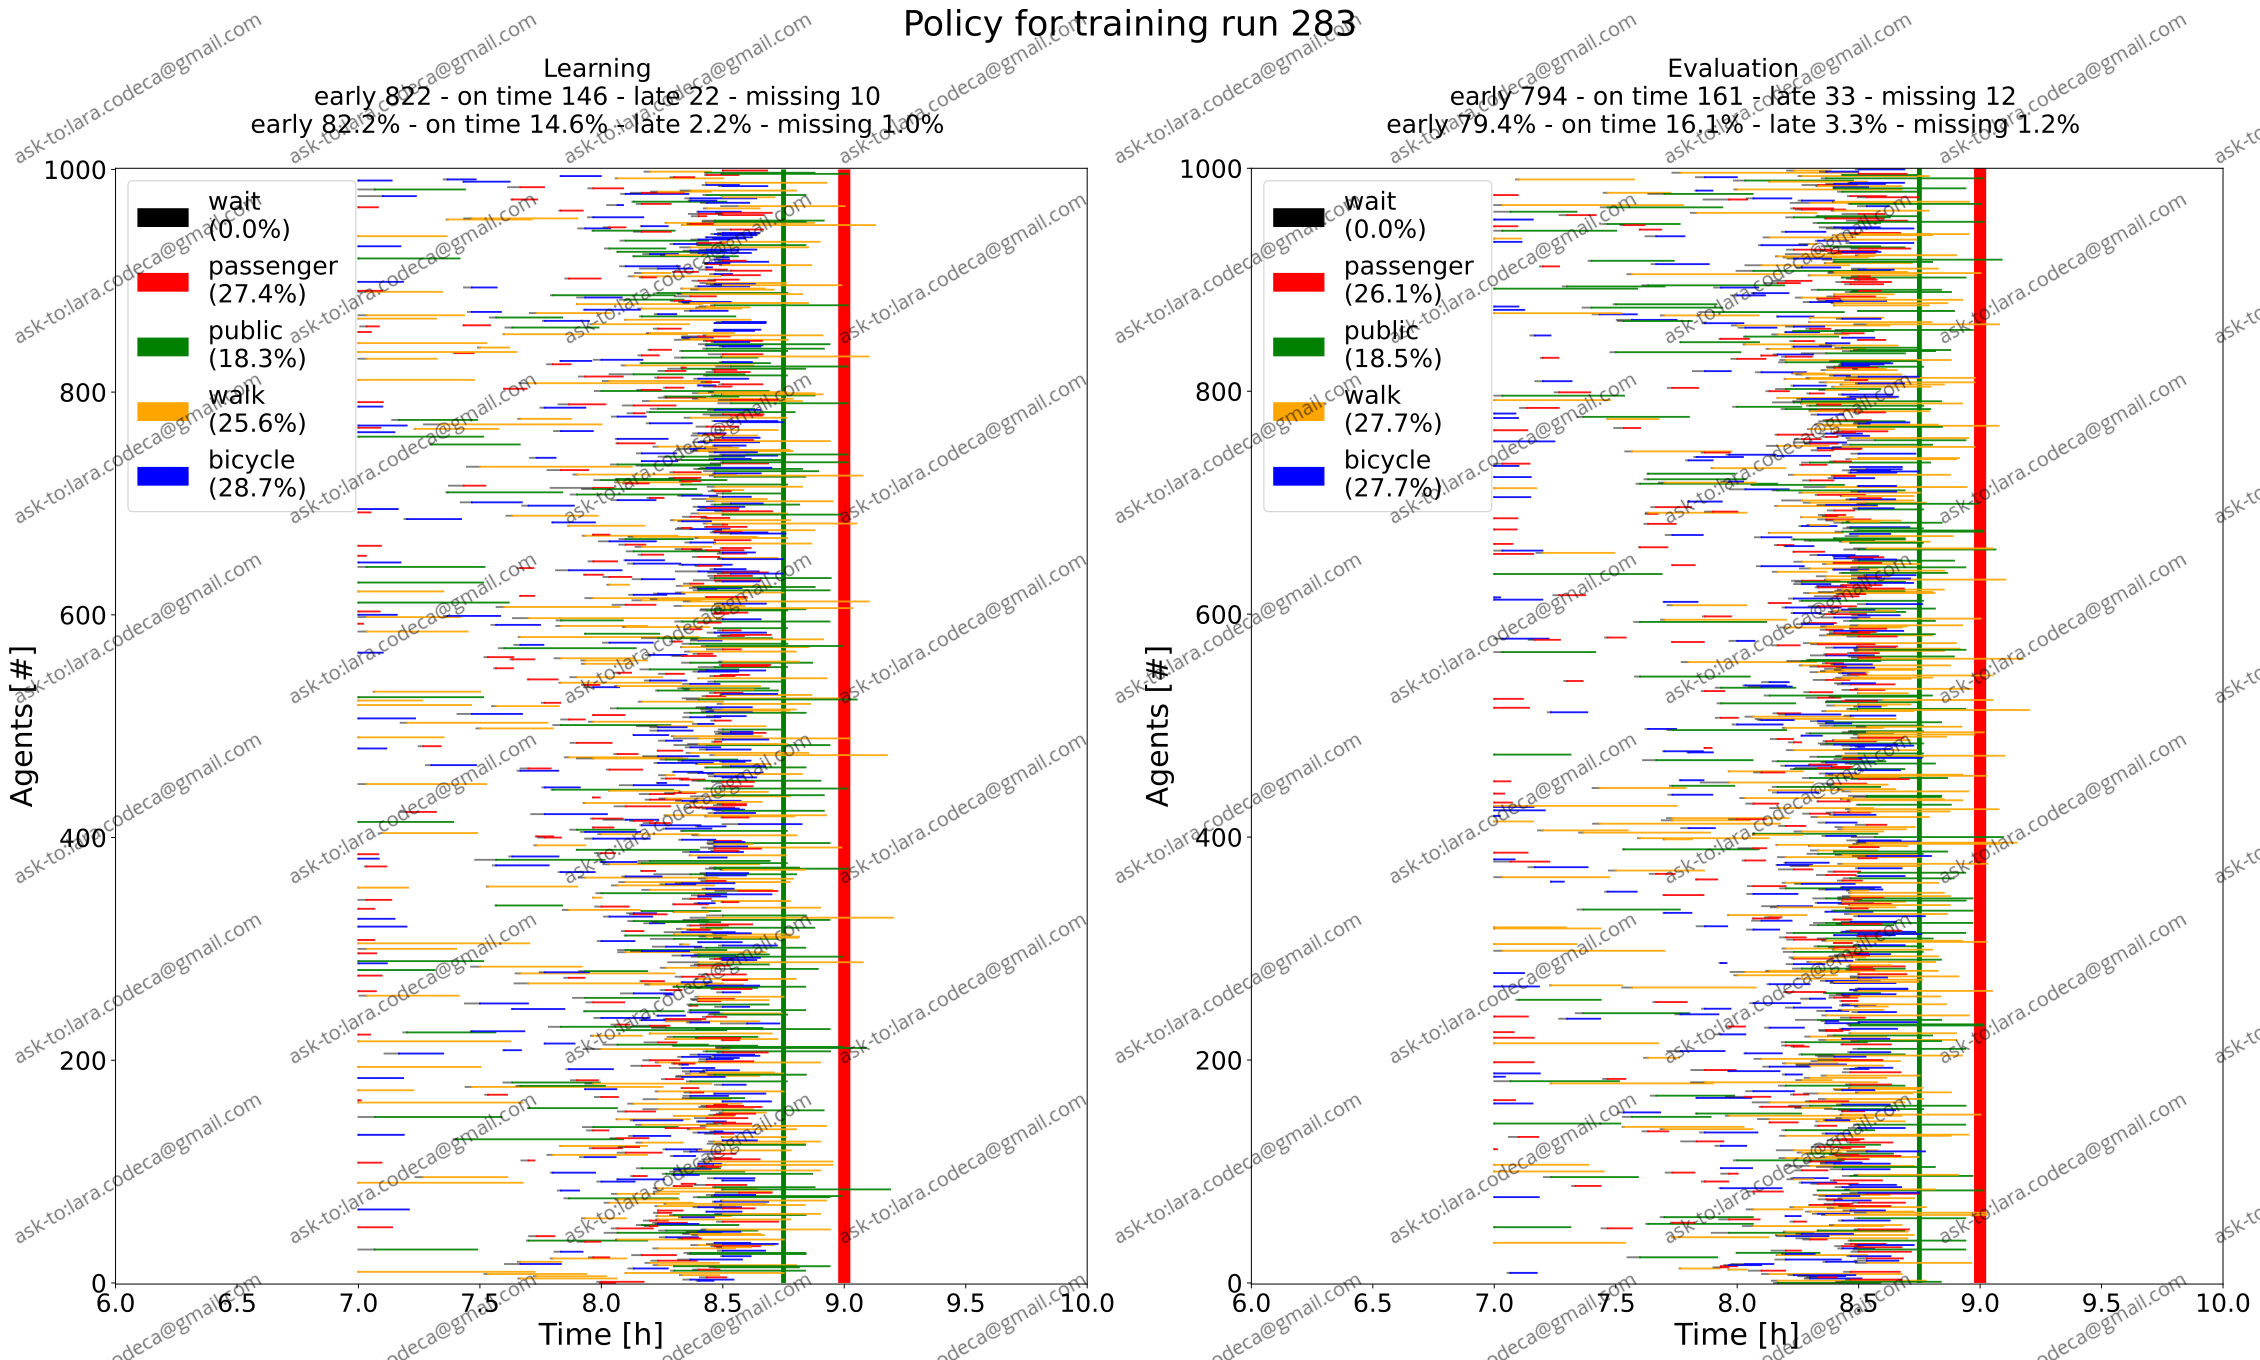 Policy for training run 283
Learning
early 822 - on time 146 - late 22 - missing 10
early 82.2% - on time 14.6% - late 2.2% - missing 1.0%
Evaluation
early 794 - on time 161 - late 33 - missing 12
early 79.4% - on time 16.1% - late 3.3% - missing 1.2%
wait
(0.0%)
passenger
(27.4%)
public
(18.3%)
walk
(25.6%)
bicycle
(28.7%)
1000
800
600
400
200
0
Agents [#]
6.0 6.5 7.0 7.5 8.0 8.5 9.0 9.5 10.0
Time [h]
wait
(0.0%)
passenger
(26.1%)
public
(18.5%)
walk
(27.7%)
bicycle
(27.7%)
1000
800
600
400
200
0
Agents [#]
6.0 6.5 7.0 7.5 8.0 8.5 9.0 9.5 10.0
Time [h]
ask-to:lara.codeca@gmail.com